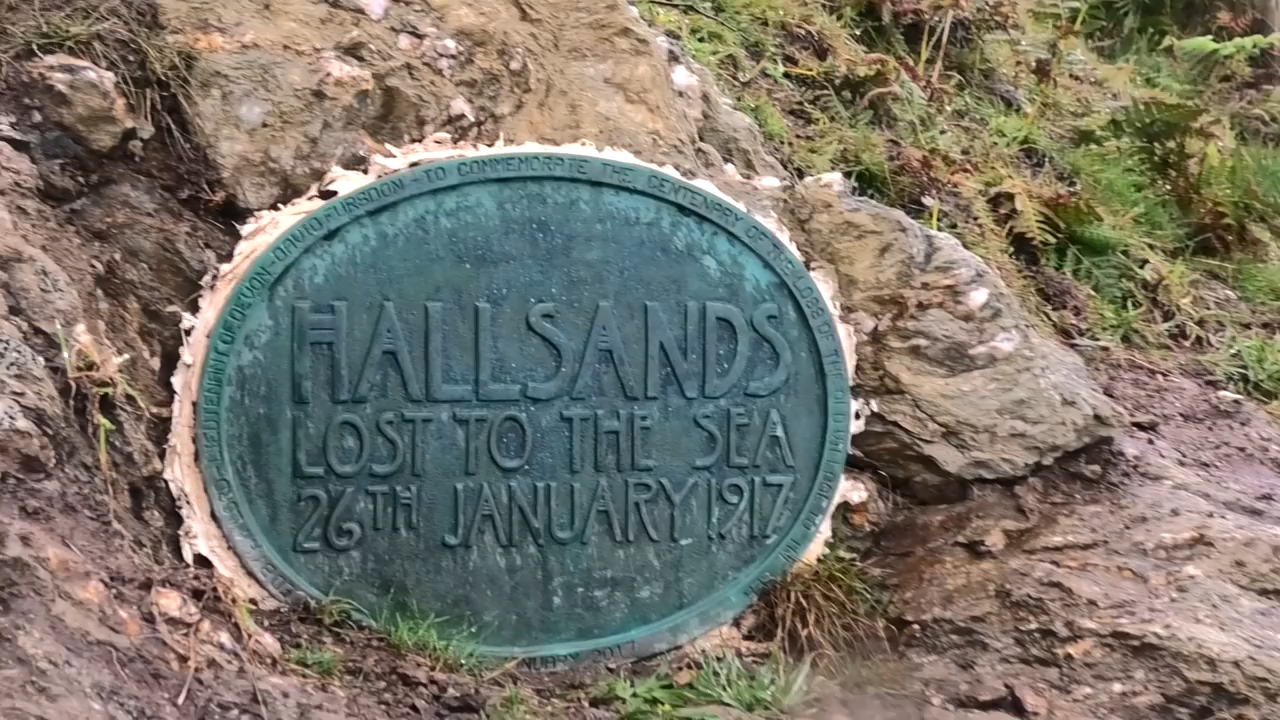 HALLSANDS
LOST TO THE SEA
26TH JANUARY 1917
LIEUTENANT OF DEVON - DAVID FURSDON - TO COMMEMORATE THE CENTENARY OF THE LOSS OF THE